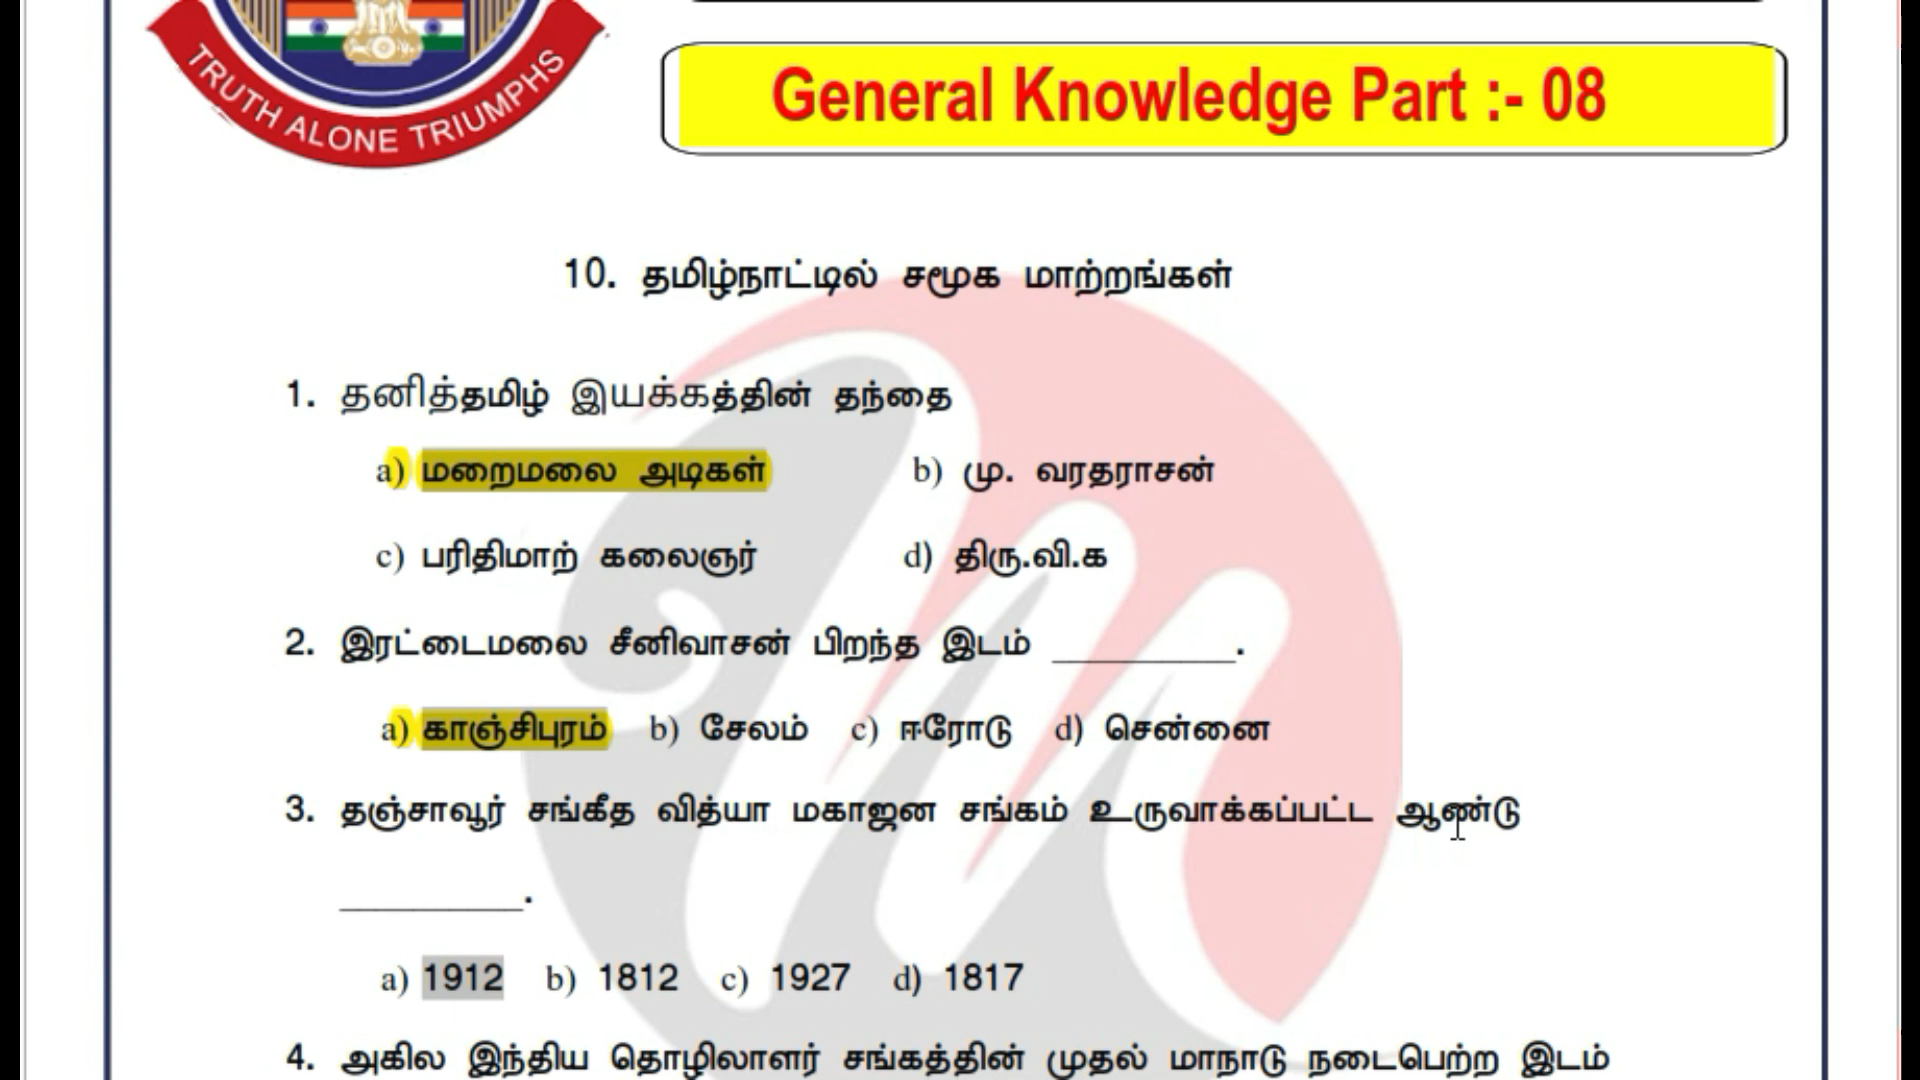 TRUTH ALONE TRIUMPHS
General Knowledge Part :- 08
10. தமிழ்நாட்டில் சமூக மாற்றங்கள்
1. தனித்தமிழ் இயக்கத்தின் தந்தை
a) மறைமலை அடிகள் b) மு. வரதராசன்
c) பரிதிமாற் கலைஞர் d) திரு.வி.க
2. இரட்டைமலை சீனிவாசன் பிறந்த இடம் __________.
a) காஞ்சிபுரம் b) சேலம் c) ஈரோடு d) சென்னை
3. தஞ்சாவூர் சங்கீத வித்யா மகாஜன சங்கம் உருவாக்கப்பட்ட ஆண்டு
__________.
a) 1912 b) 1812 c) 1927 d) 1817
4. அகில இந்திய தொழிலாளர் சங்கத்தின் முதல் மாநாடு நடைபெற்ற இடம்